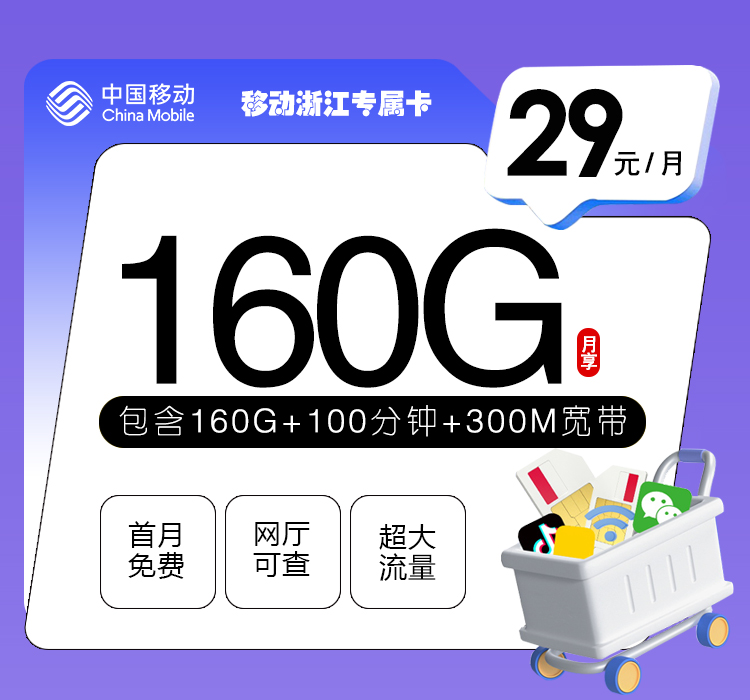 中国移动
China Mobile
移动浙江专属卡
29元/月
160G
月享
包含160G+100分钟+300M宽带
首月
免费
网厅
可查
超大
流量